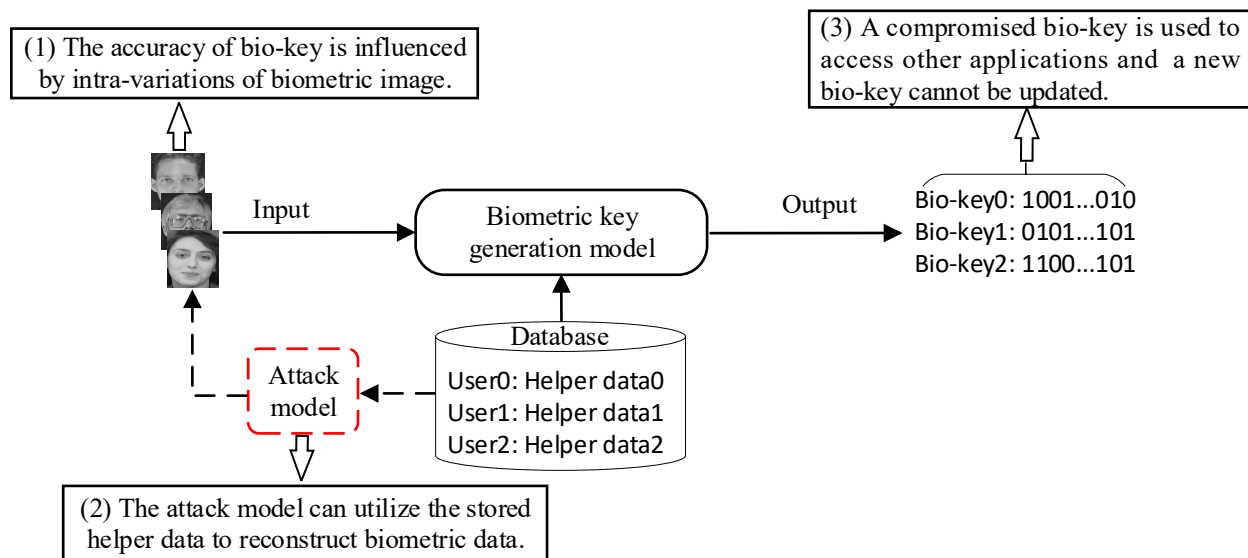 (1) The accuracy of bio-key is influenced
by intra-variations of biometric image.
(3) A compromised bio-key is used to
access other applications and a new
bio-key cannot be updated.
Input
Biometric key
generation model
Output
Bio-key0: 1001...010
Bio-key1: 0101...101
Bio-key2: 1100...101
Database
User0: Helper data0
User1: Helper data1
User2: Helper data2
Attack
model
(2) The attack model can utilize the stored
helper data to reconstruct biometric data.